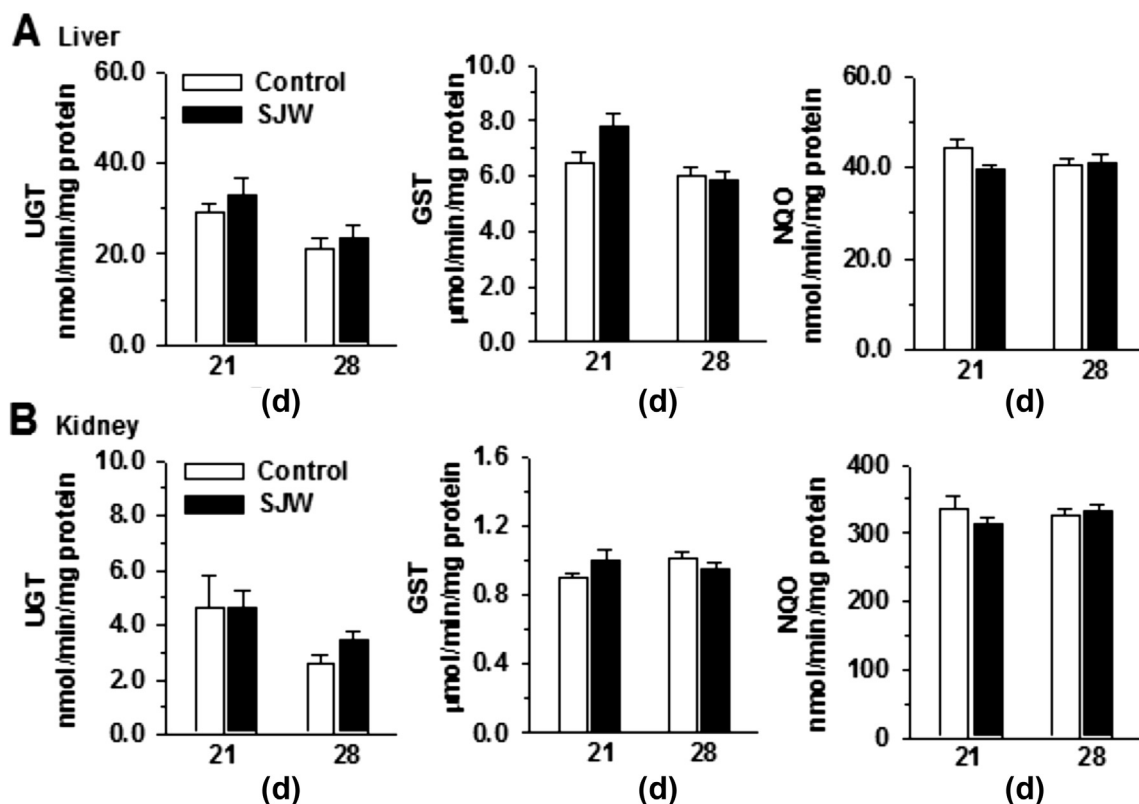 A Liver
60.0
40.0
20.0
0.0
UGT
nmol/min/mg protein
Control
SJW
21 28
(d)
10.0
8.0
6.0
4.0
2.0
0.0
GST
µmol/min/mg protein
21 28
(d)
60.0
40.0
20.0
0.0
NQO
nmol/min/mg protein
21 28
(d)
B Kidney
10.0
8.0
6.0
4.0
2.0
0.0
UGT
nmol/min/mg protein
Control
SJW
21 28
(d)
1.6
1.2
0.8
0.4
0.0
GST
µmol/min/mg protein
21 28
(d)
400
300
200
100
0
NQO
nmol/min/mg protein
21 28
(d)